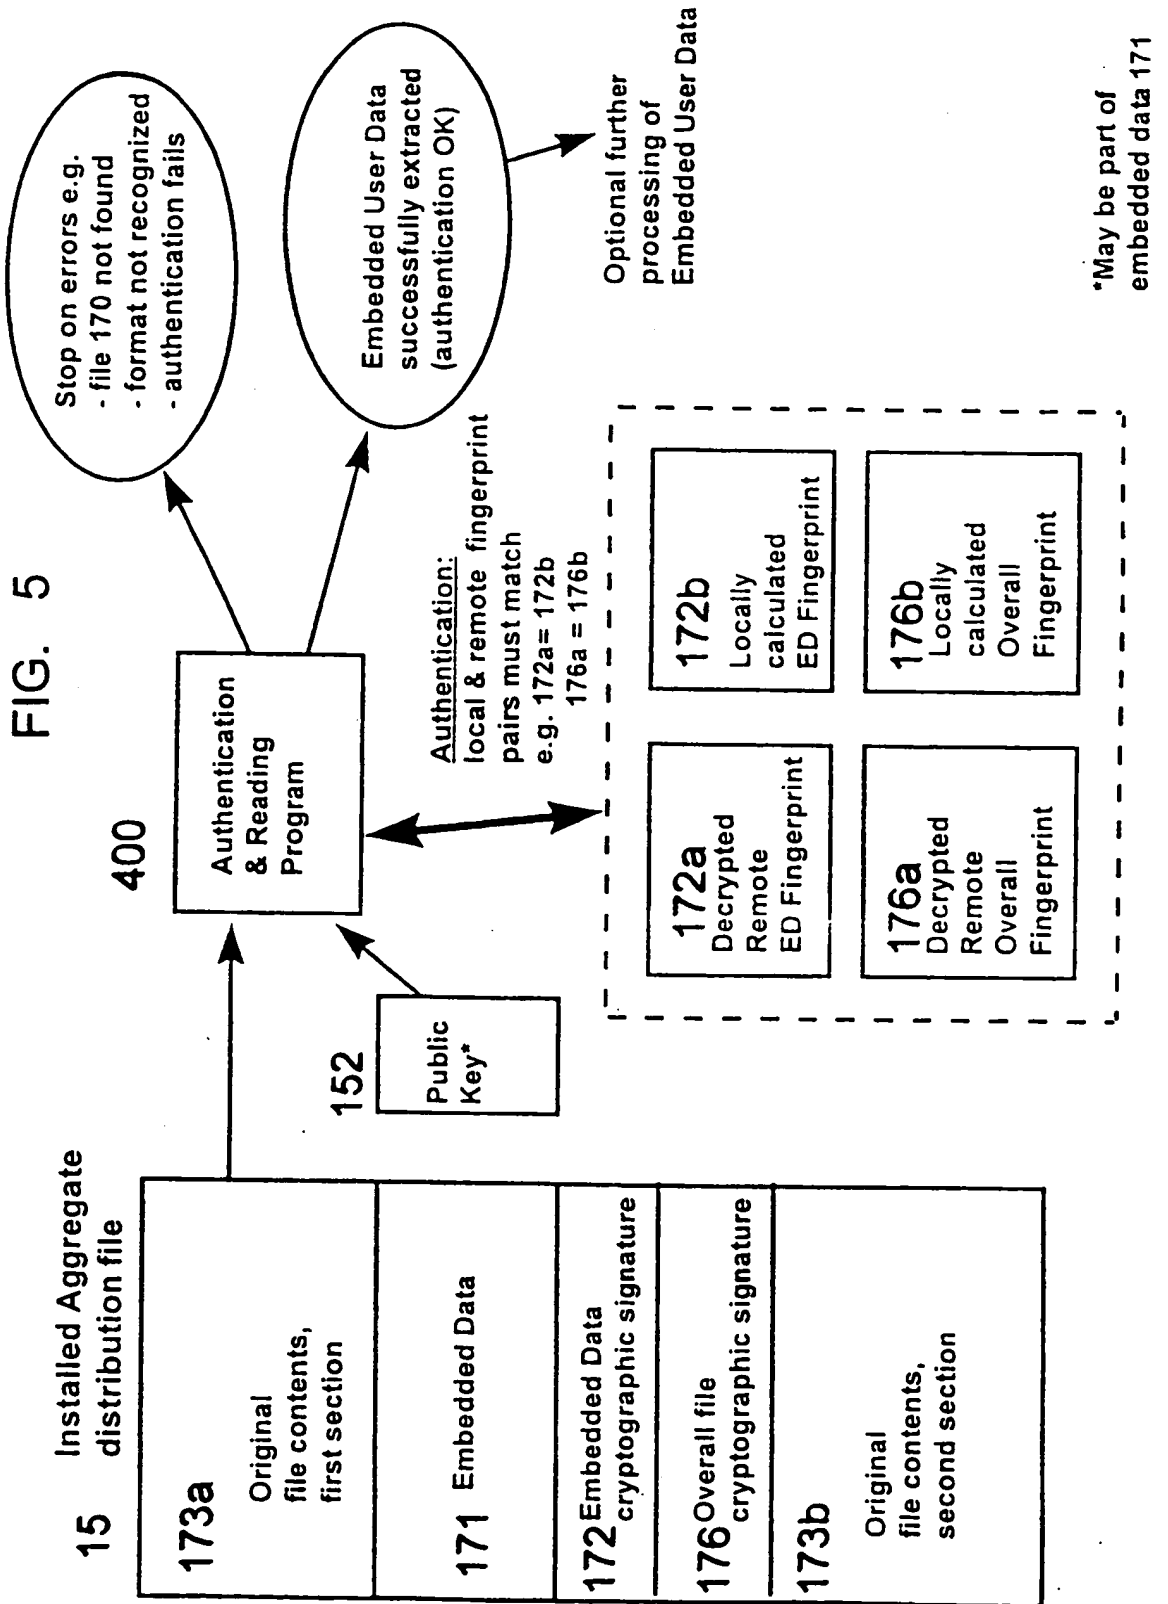 FIG. 5
15
Installed Aggregate
distribution file
173a
Original
file contents,
first section
171 Embedded Data
172 Embedded Data
cryptographic signature
176 Overall file
cryptographic signature
173b
Original
file contents,
second section
152
Public
Key*
400
Authentication
& Reading
Program
Stop on errors e.g.
- file 170 not found
- format not recognized
- authentication fails
Embedded User Data
successfully extracted
(authentication OK)
Optional further
processing of
Embedded User Data
Authentication:
local & remote fingerprint
pairs must match
e.g. 172a= 172b
176a = 176b
172a
Decrypted
Remote
ED Fingerprint
172b
Locally
calculated
ED Fingerprint
176a
Decrypted
Remote
Overall
Fingerprint
176b
Locally
calculated
Overall
Fingerprint
*May be part of
embedded data 171